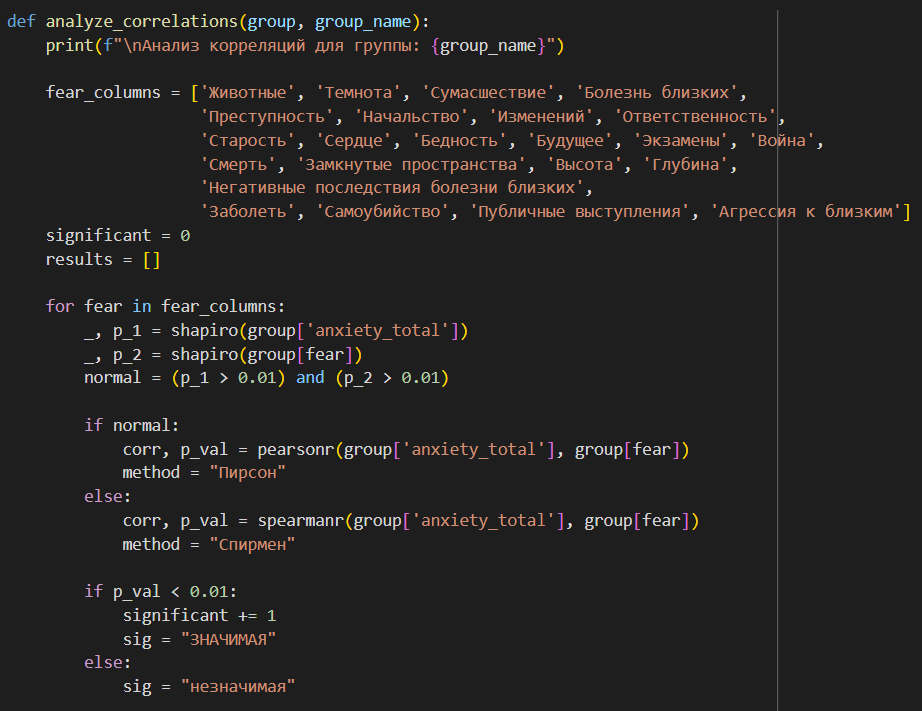 def analyze_correlations(group, group_name):
    print(f"\nАнализ корреляций для группы: {group_name}")

    fear_columns = ['Животные', 'Темнота', 'Сумасшествие', 'Болезнь близких',
                    'Преступность', 'Начальство', 'Изменений', 'Ответственность',
                    'Старость', 'Сердце', 'Бедность', 'Будущее', 'Экзамены', 'Война',
                    'Смерть', 'Замкнутые пространства', 'Высота', 'Глубина',
                    'Негативные последствия болезни близких',
                    'Заболеть', 'Самоубийство', 'Публичные выступления', 'Агрессия к близким']
    significant = 0
    results = []

    for fear in fear_columns:
        _, p_1 = shapiro(group['anxiety_total'])
        _, p_2 = shapiro(group[fear])
        normal = (p_1 > 0.01) and (p_2 > 0.01)

        if normal:
            corr, p_val = pearsonr(group['anxiety_total'], group[fear])
            method = "Пирсон"
        else:
            corr, p_val = spearmanr(group['anxiety_total'], group[fear])
            method = "Спирмен"

        if p_val < 0.01:
            significant += 1
            sig = "ЗНАЧИМАЯ"
        else:
            sig = "незначимая"